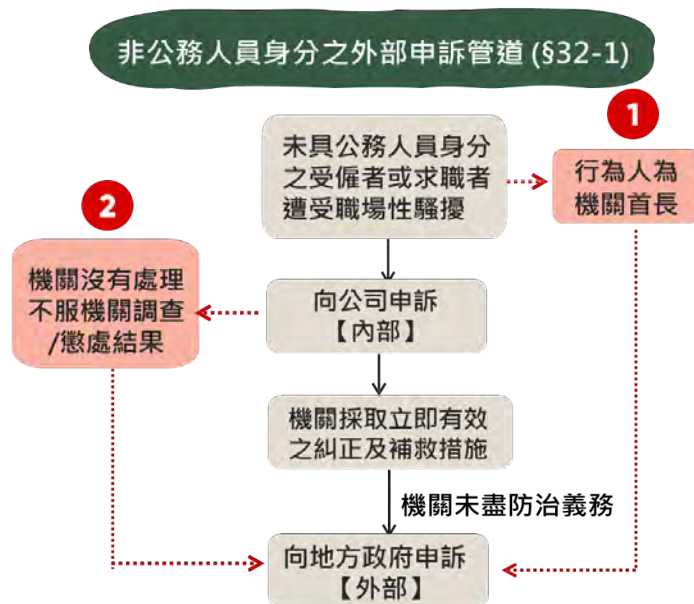 非公務人員身分之外部申訴管道 (§32-1)
1
未具公務人員身分
之受僱者或求職者
遭受職場性騷擾
行為人為
機關首長
2
機關沒有處理
不服機關調查
/懲處結果
向公司申訴
【內部】
機關採取立即有效
之糾正及補救措施
機關未盡防治義務
向地方政府申訴
【外部】